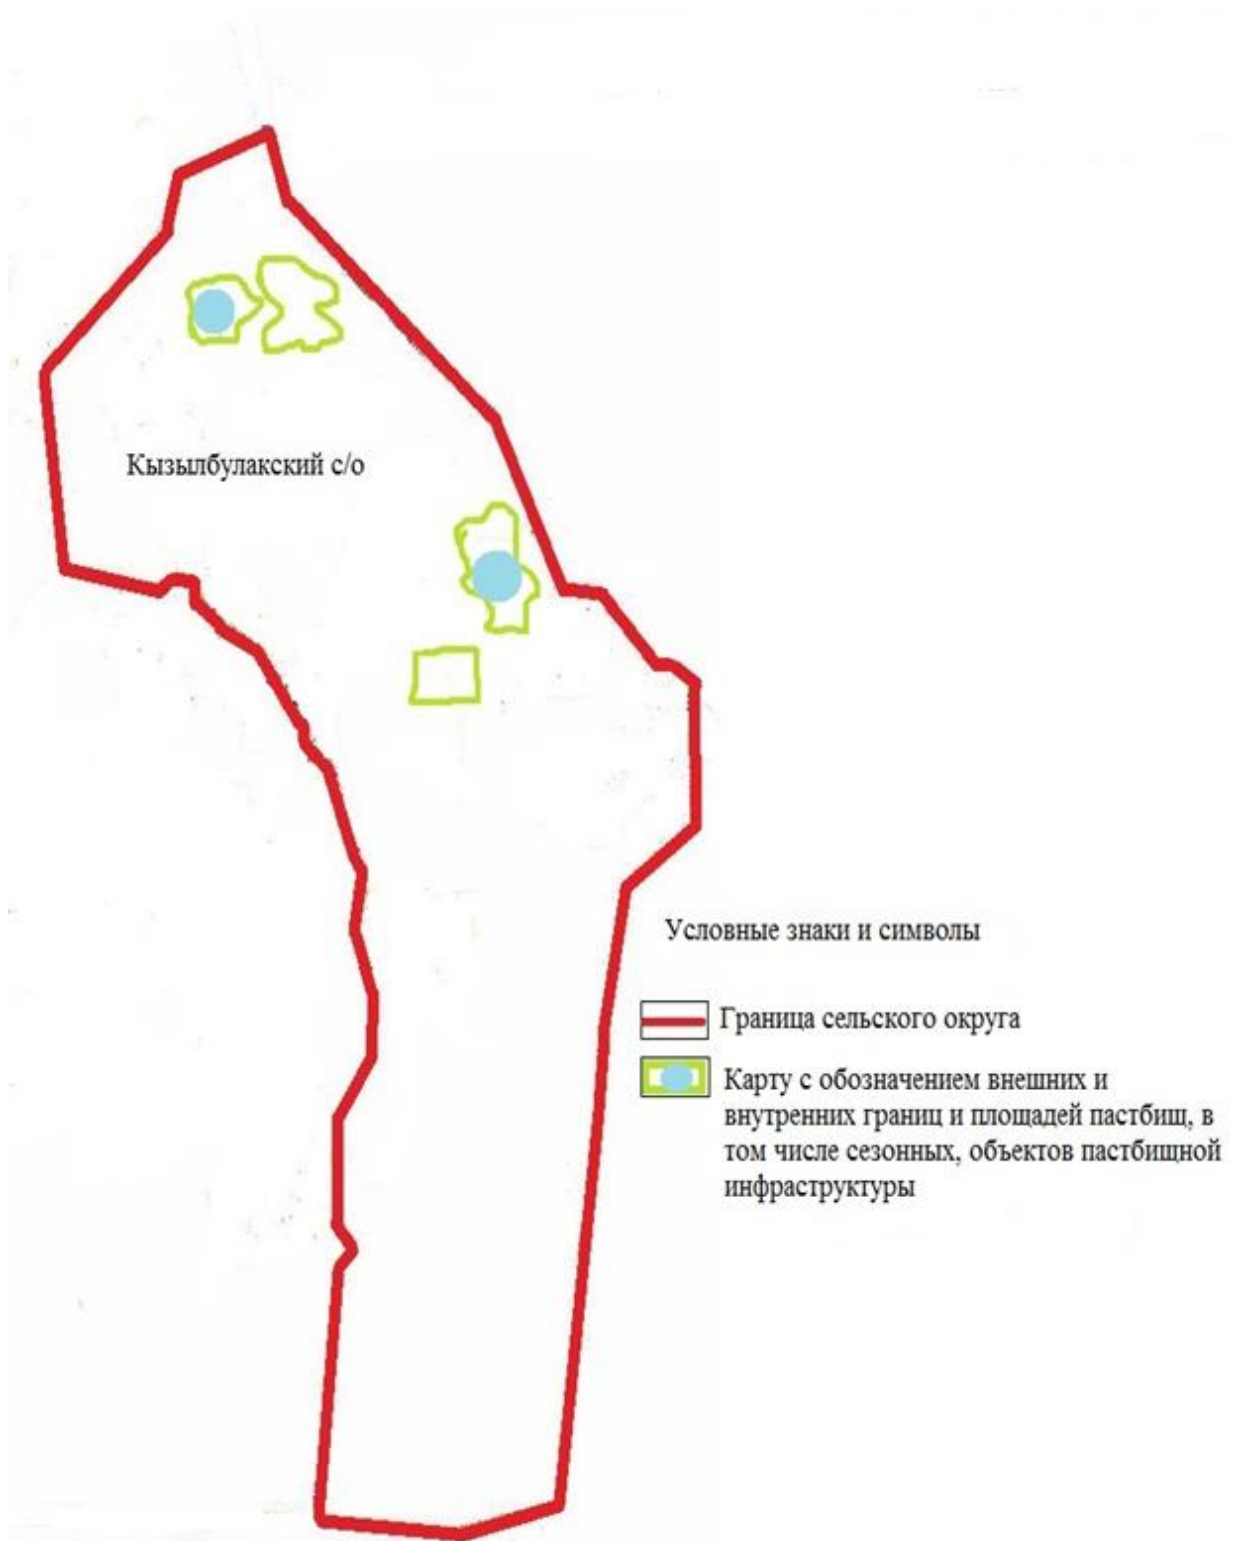 Кызылбулакский с/о
Условные знаки и символы
Граница сельского округа
Карту с обозначением внешних и
внутренних границ и площадей пастбищ, в
том числе сезонных, объектов пастбищной
инфраструктуры